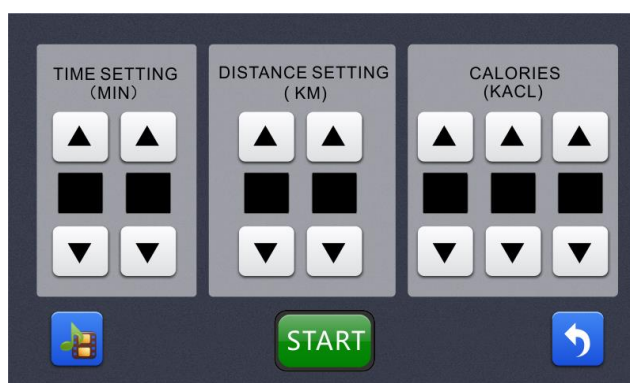 TIME SETTING
（MIN）
DISTANCE SETTING
( KM)
CALORIES
(KACL)
START